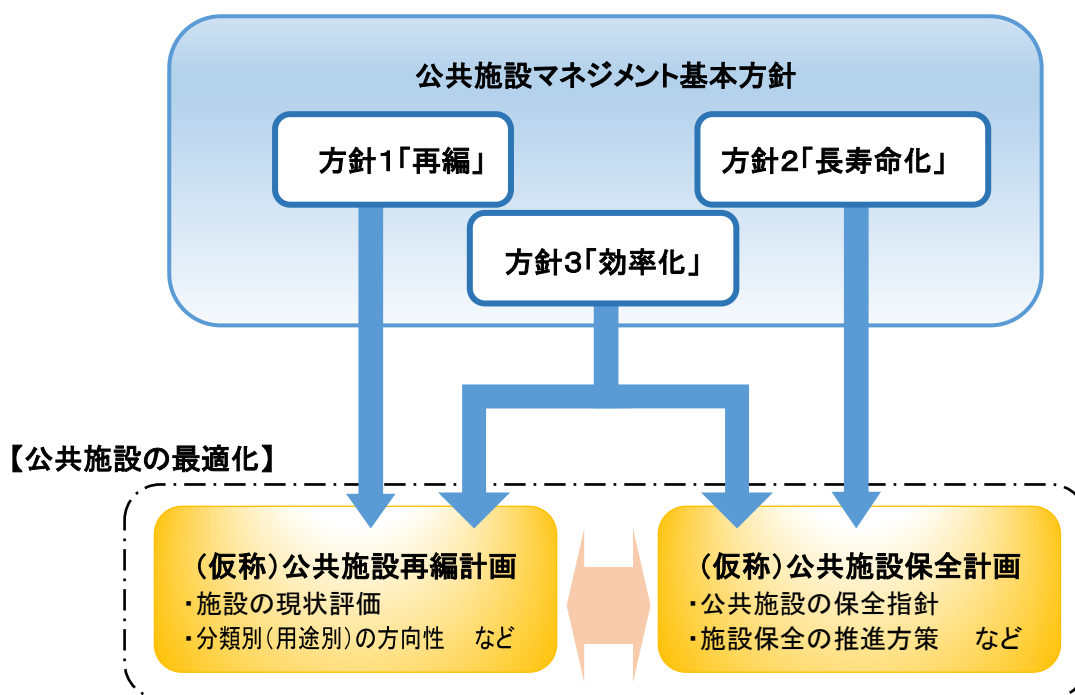 公共施設マネジメント基本方針
方針1「再編」
方針2「長寿命化」
方針3「効率化」
【公共施設の最適化】
（仮称）公共施設再編計画
・施設の現状評価
・分類別（用途別）の方向性　など
（仮称）公共施設保全計画
・公共施設の保全指針
・施設保全の推進方策　など